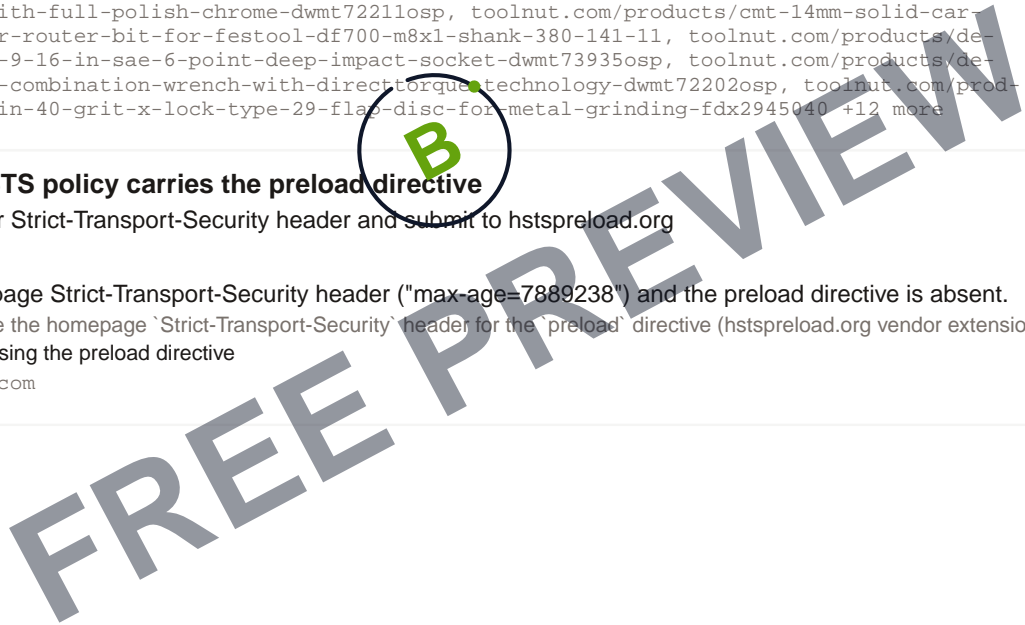 ith-full-polish-chrome-dwmt72211osp, toolnut.com/products/cmt-14mm-solid-car-
r-router-bit-for-festool-df700-m8x1-shank-380-141-11, toolnut.com/products/de-
-9-16-in-sae-6-point-deep-impact-socket-dwmt73935osp, toolnut.com/products/de-
-combination-wrench-with-directtorque-technology-dwmt72202osp, toolnut.com/prod-
in-40-grit-x-lock-type-29-flap-disc-for-metal-grinding-fdx2945040 +12 more
B
TS policy carries the preload directive
r Strict-Transport-Security header and submit to hstspreload.org
page Strict-Transport-Security header ("max-age=7889238") and the preload directive is absent.
e the homepage `Strict-Transport-Security` header for the `preload` directive (hstspreload.org vendor extensio
sing the preload directive
com
FREE PREVIEW